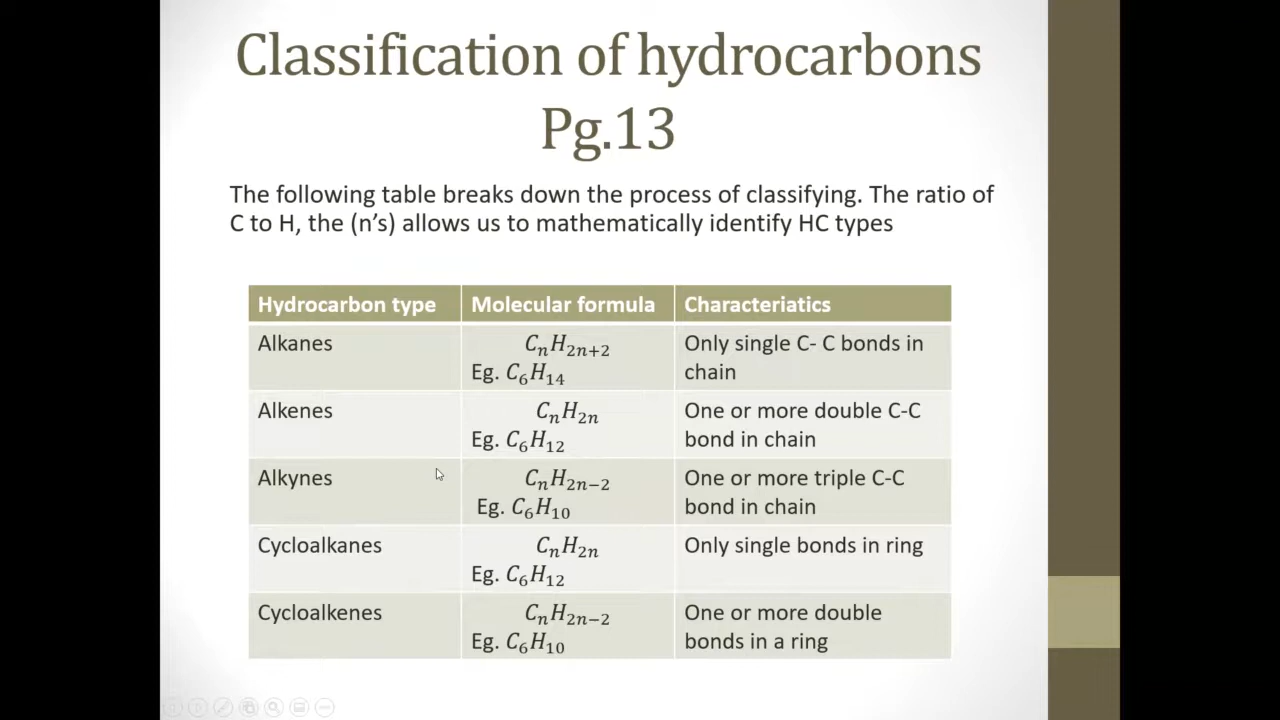 Classification of hydrocarbons
Pg.13
The following table breaks down the process of classifying. The ratio of
C to H, the (n’s) allows us to mathematically identify HC types
Hydrocarbon type Molecular formula Characteriatics
Alkanes CₙH₂ₙ₊₂ Only single C- C bonds in
Eg. C₆H₁₄ chain
Alkenes CₙH₂ₙ One or more double C-C
Eg. C₆H₁₂ bond in chain
Alkynes CₙH₂ₙ₋₂ One or more triple C-C
Eg. C₆H₁₀ bond in chain
Cycloalkanes CₙH₂ₙ Only single bonds in ring
Eg. C₆H₁₂
Cycloalkenes CₙH₂ₙ₋₂ One or more double
Eg. C₆H₁₀ bonds in a ring